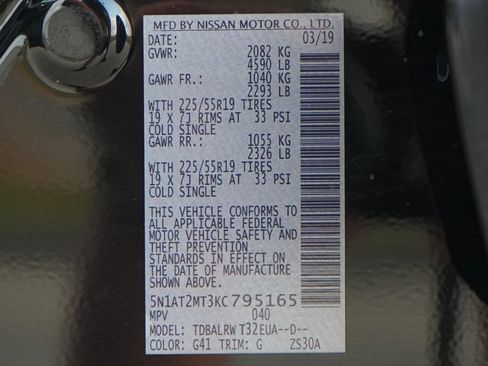 MFD BY NISSAN MOTOR CO., LTD.
DATE: 03/19
GVWR: 2082 KG
4590 LB
GAWR FR.: 1040 KG
2293 LB
WITH 225/55R19 TIRES
19 X 7J RIMS AT 33 PSI
COLD SINGLE
GAWR RR.: 1055 KG
2326 LB
WITH 225/55R19 TIRES
19 X 7J RIMS AT 33 PSI
COLD SINGLE
THIS VEHICLE CONFORMS TO
ALL APPLICABLE FEDERAL
MOTOR VEHICLE SAFETY AND
THEFT PREVENTION
STANDARDS IN EFFECT ON
THE DATE OF MANUFACTURE
SHOWN ABOVE.
5N1AT2MT3KC795165
MPV 040
MODEL: TDBALRW T32EUA--D--
COLOR: G41 TRIM: G ZS30A